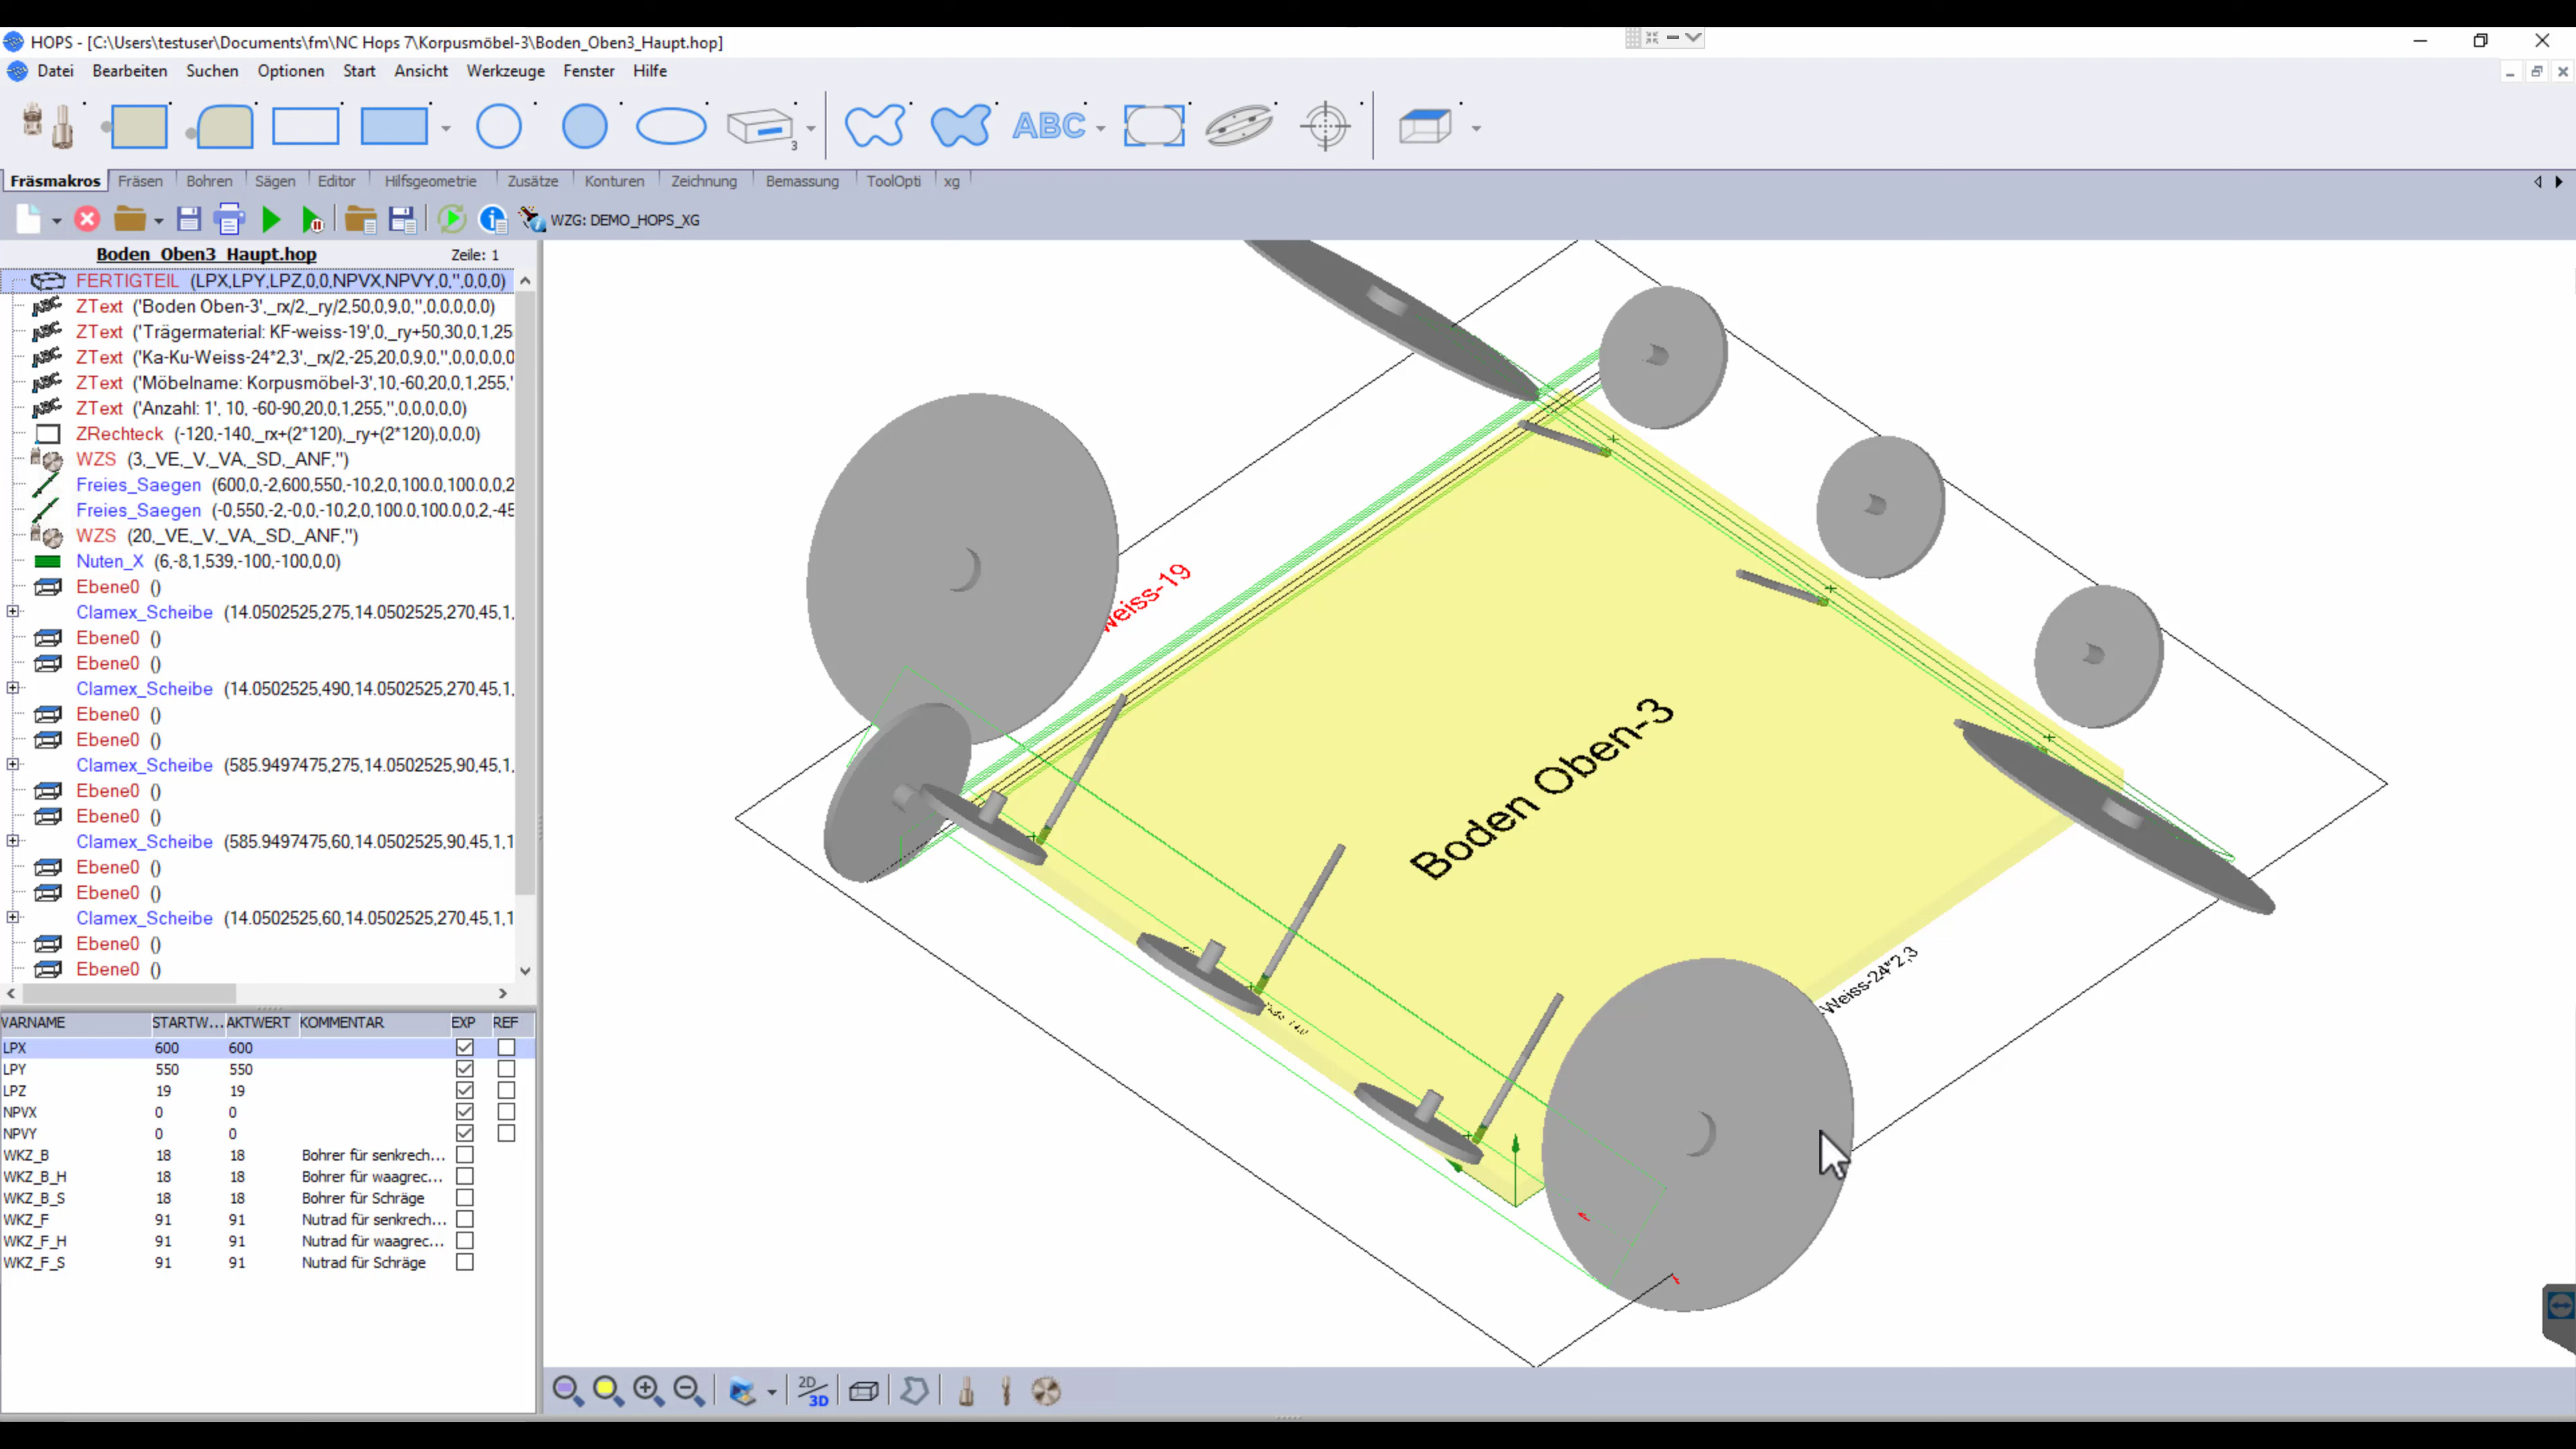 HOPS - [C:\Users\testuser\Documents\fm\NC Hops 7\Korpusmöbel-3\Boden_Oben3_Haupt.hop]
Datei Bearbeiten Suchen Optionen Start Ansicht Werkzeuge Fenster Hilfe
3
ABC
Fräsmakros Fräsen Bohren Sägen Editor Hilfsgeometrie Zusätze Konturen Zeichnung Bemassung ToolOpti xg
WZG: DEMO_HOPS_XG
Boden_Oben3_Haupt.hop Zeile: 1
FERTIGTEIL (LPX,LPY,LPZ,0,0,NPVX,NPVY,0,'',0,0,0)
ZText ('Boden Oben-3',_rx/2,_ry/2,50,0,9,0,'',0,0,0,0,0)
ZText ('Trägermaterial: KF-weiss-19',0,_ry+50,30,0,1,25
ZText ('Ka-Ku-Weiss-24*2,3',_rx/2,-25,20,0,9,0,'',0,0,0,0,0
ZText ('Möbelname: Korpusmöbel-3',10,-60,20,0,1,255,'
ZText ('Anzahl: 1', 10, -60-90,20,0,1,255,'',0,0,0,0,0)
ZRechteck (-120,-140,_rx+(2*120),_ry+(2*120),0,0,0)
WZS (3,_VE,_V,_VA,_SD,_ANF,'')
Freies_Saegen (600,0,-2,600,550,-10,2,0,100.0,100.0,0,2
Freies_Saegen (-0,550,-2,-0,0,-10,2,0,100.0,100.0,0,2,-45
WZS (20,_VE,_V,_VA,_SD,_ANF,'')
Nuten_X (6,-8,1,539,-100,-100,0,0)
Ebene0 ()
Clamex_Scheibe (14.0502525,275,14.0502525,270,45,1,
Ebene0 ()
Ebene0 ()
Clamex_Scheibe (14.0502525,490,14.0502525,270,45,1,
Ebene0 ()
Ebene0 ()
Clamex_Scheibe (585.9497475,275,14.0502525,90,45,1,
Ebene0 ()
Ebene0 ()
Clamex_Scheibe (585.9497475,60,14.0502525,90,45,1,1
Ebene0 ()
Ebene0 ()
Clamex_Scheibe (14.0502525,60,14.0502525,270,45,1,1
Ebene0 ()
Ebene0 ()
VARNAME STARTW... AKTWERT KOMMENTAR EXP REF
LPX 600 600
LPY 550 550
LPZ 19 19
NPVX 0 0
NPVY 0 0
WKZ_B 18 18 Bohrer für senkrech...
WKZ_B_H 18 18 Bohrer für waagrec...
WKZ_B_S 18 18 Bohrer für Schräge
WKZ_F 91 91 Nutrad für senkrech...
WKZ_F_H 91 91 Nutrad für waagrec...
WKZ_F_S 91 91 Nutrad für Schräge
weiss-19
Boden Oben-3
Weiss-24*2,3
2D/3D